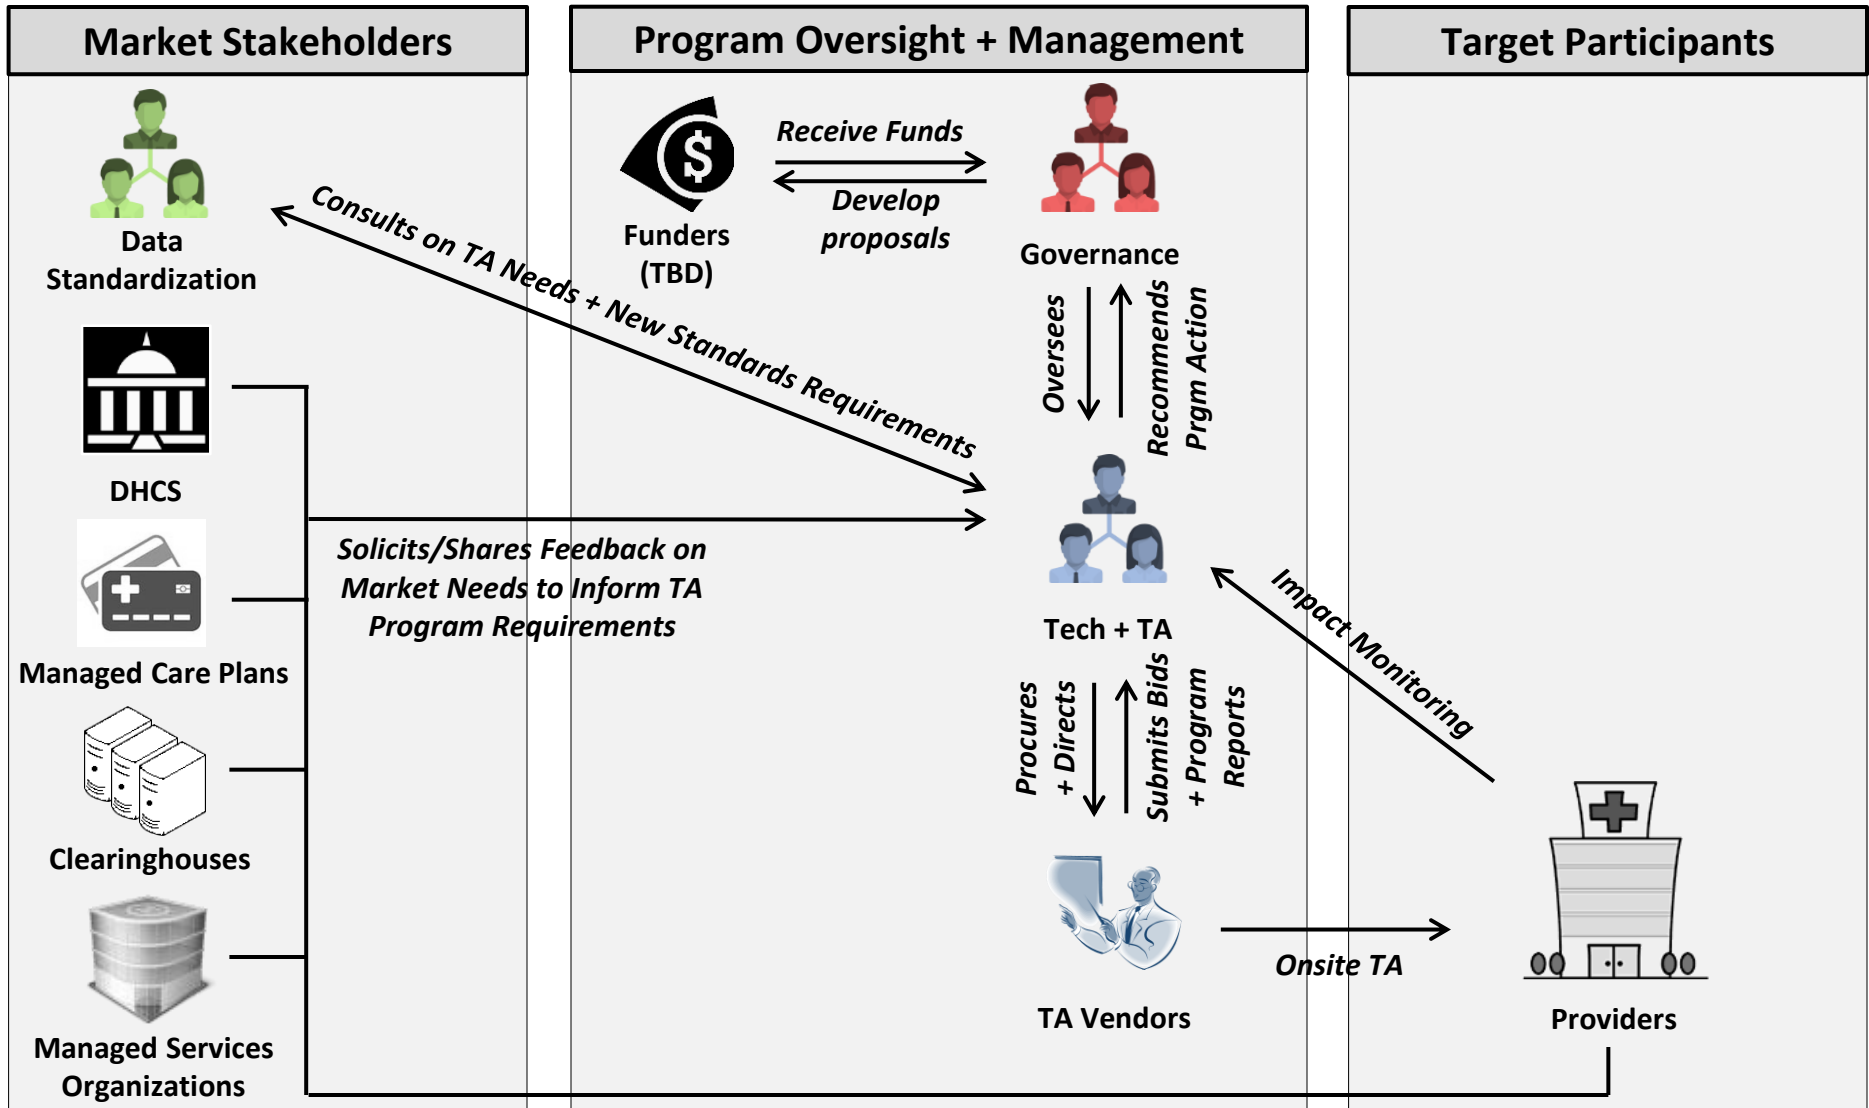 Market Stakeholders
Program Oversight + Management
Target Participants
Data
Standardization
DHCS
Managed Care Plans
Clearinghouses
Managed Services
Organizations
Consults on TA Needs + New Standards Requirements
Solicits/Shares Feedback on
Market Needs to Inform TA
Program Requirements
Funders
(TBD)
Receive Funds
Develop
proposals
Governance
Oversees
Recommends
Prgm Action
Tech + TA
Procures
+ Directs
Submits Bids
+ Program
Reports
TA Vendors
Impact Monitoring
Onsite TA
Providers